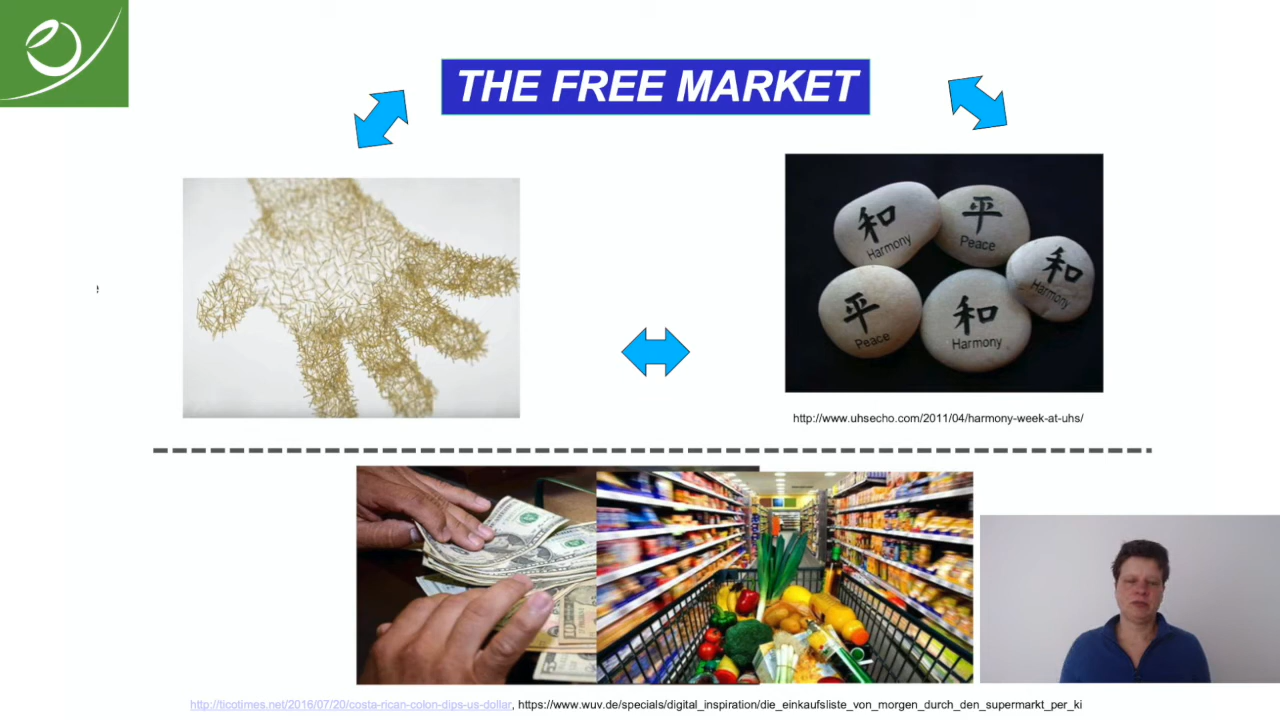 THE FREE MARKET
和
Harmony
平
Peace
和
Harmony
平
Peace
和
Harmony
http://www.uhsecho.com/2011/04/harmony-week-at-uhs/
http://ticotimes.net/2016/07/20/costa-rican-colon-dips-us-dollar, https://www.wuv.de/specials/digital_inspiration/die_einkaufsliste_von_morgen_durch_den_supermarkt_per_ki